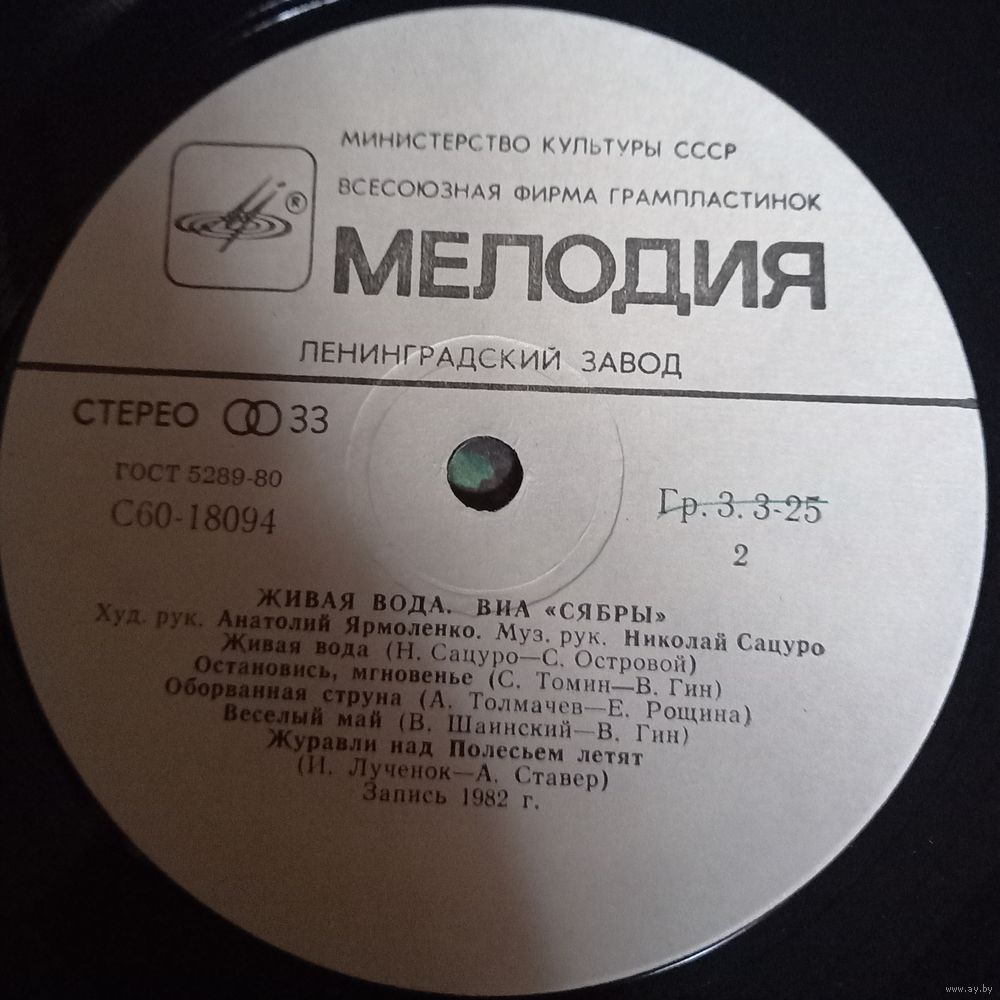 МИНИСТЕРСТВО КУЛЬТУРЫ СССР
ВСЕСОЮЗНАЯ ФИРМА ГРАМПЛАСТИНОК
®
МЕЛОДИЯ
ЛЕНИНГРАДСКИЙ ЗАВОД
СТЕРЕО 33
ГОСТ 5289-80
С60-18094
Гр. 3. 3-25
2
ЖИВАЯ ВОДА. ВИА «СЯБРЫ»
Худ. рук. Анатолий Ярмоленко. Муз. рук. Николай Сацуро
Живая вода (Н. Сацуро—С. Островой)
Остановись, мгновенье (С. Томин—В. Гин)
Оборванная струна (А. Толмачев—Е. Рощина)
Веселый май (В. Шаинский—В. Гин)
Журавли над Полесьем летят
(И. Лученок—А. Ставер)
Запись 1982 г.
www.ay.by